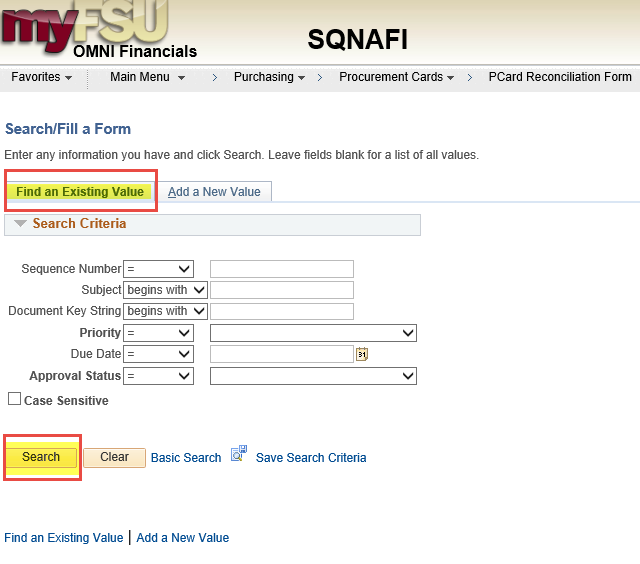 myFSU
OMNI Financials
SQNAFI
Favorites Main Menu > Purchasing > Procurement Cards > PCard Reconciliation Form
Search/Fill a Form
Enter any information you have and click Search. Leave fields blank for a list of all values.
Find an Existing Value Add a New Value
Search Criteria
Sequence Number =
Subject begins with
Document Key String begins with
Priority =
Due Date = 31
Approval Status =
Case Sensitive
Search Clear Basic Search Save Search Criteria
Find an Existing Value | Add a New Value